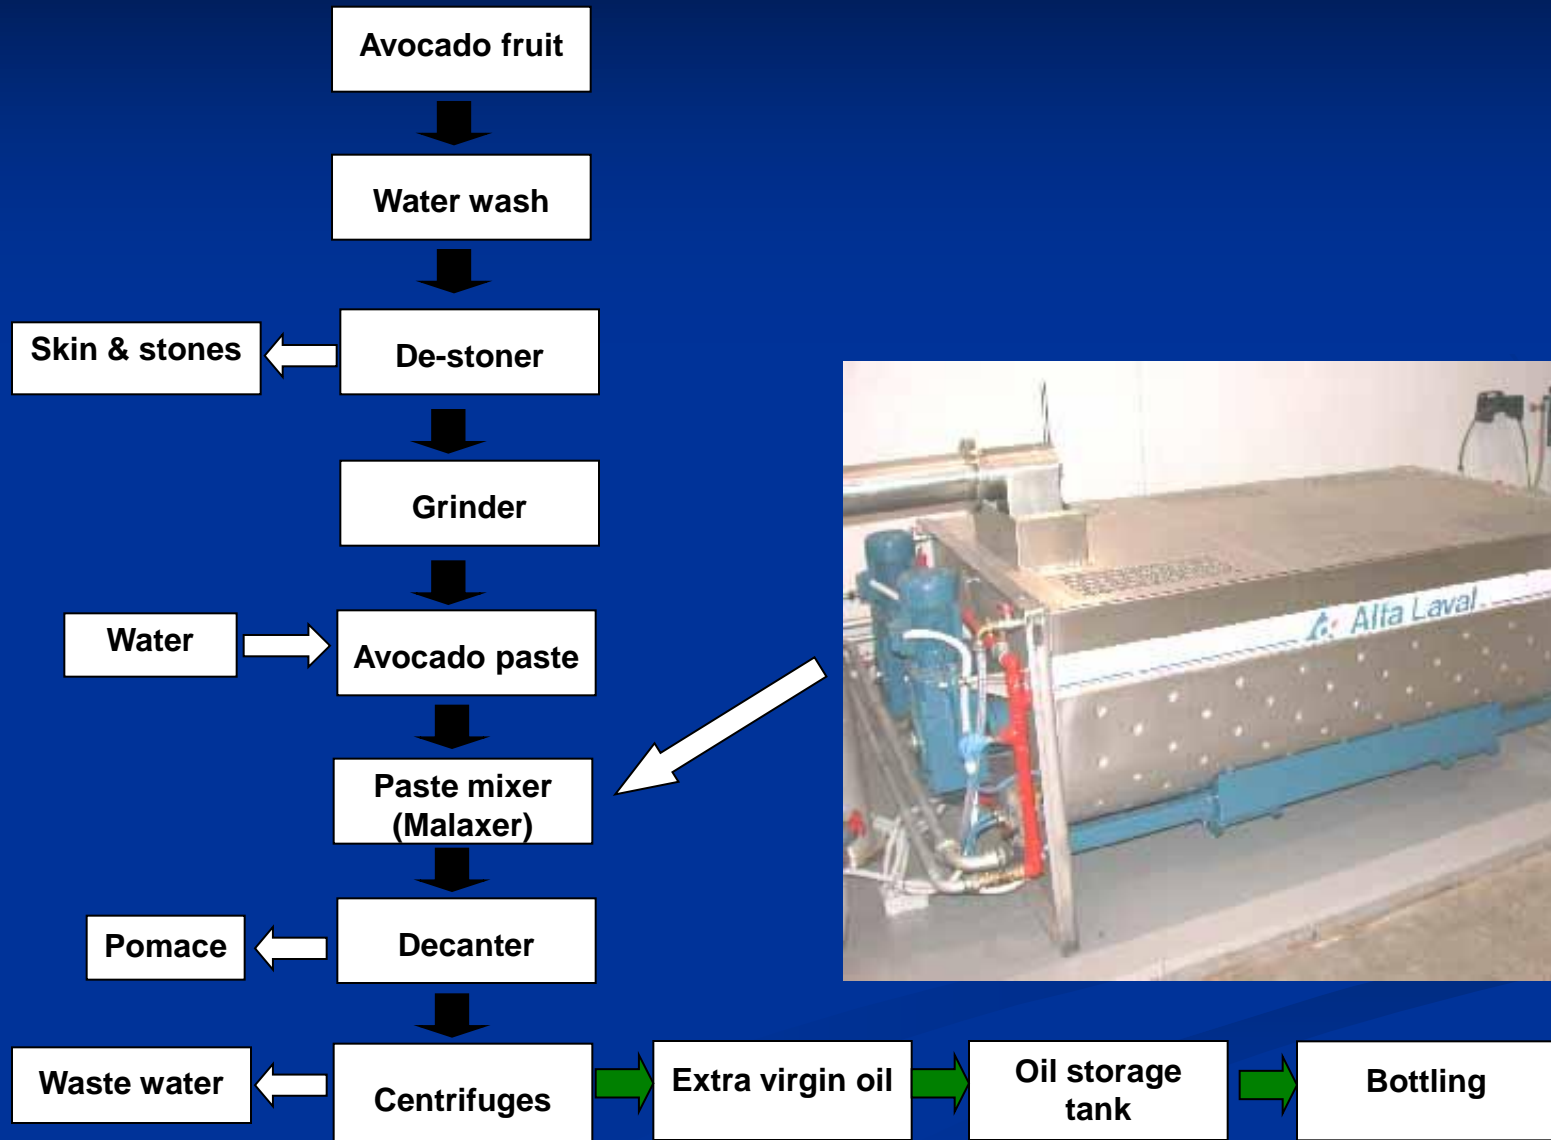 Avocado fruit
Water wash
Skin & stones
De-stoner
Grinder
Water
Avocado paste
Paste mixer
(Malaxer)
Alfa Laval
Pomace
Decanter
Waste water
Centrifuges
Extra virgin oil
Oil storage
tank
Bottling